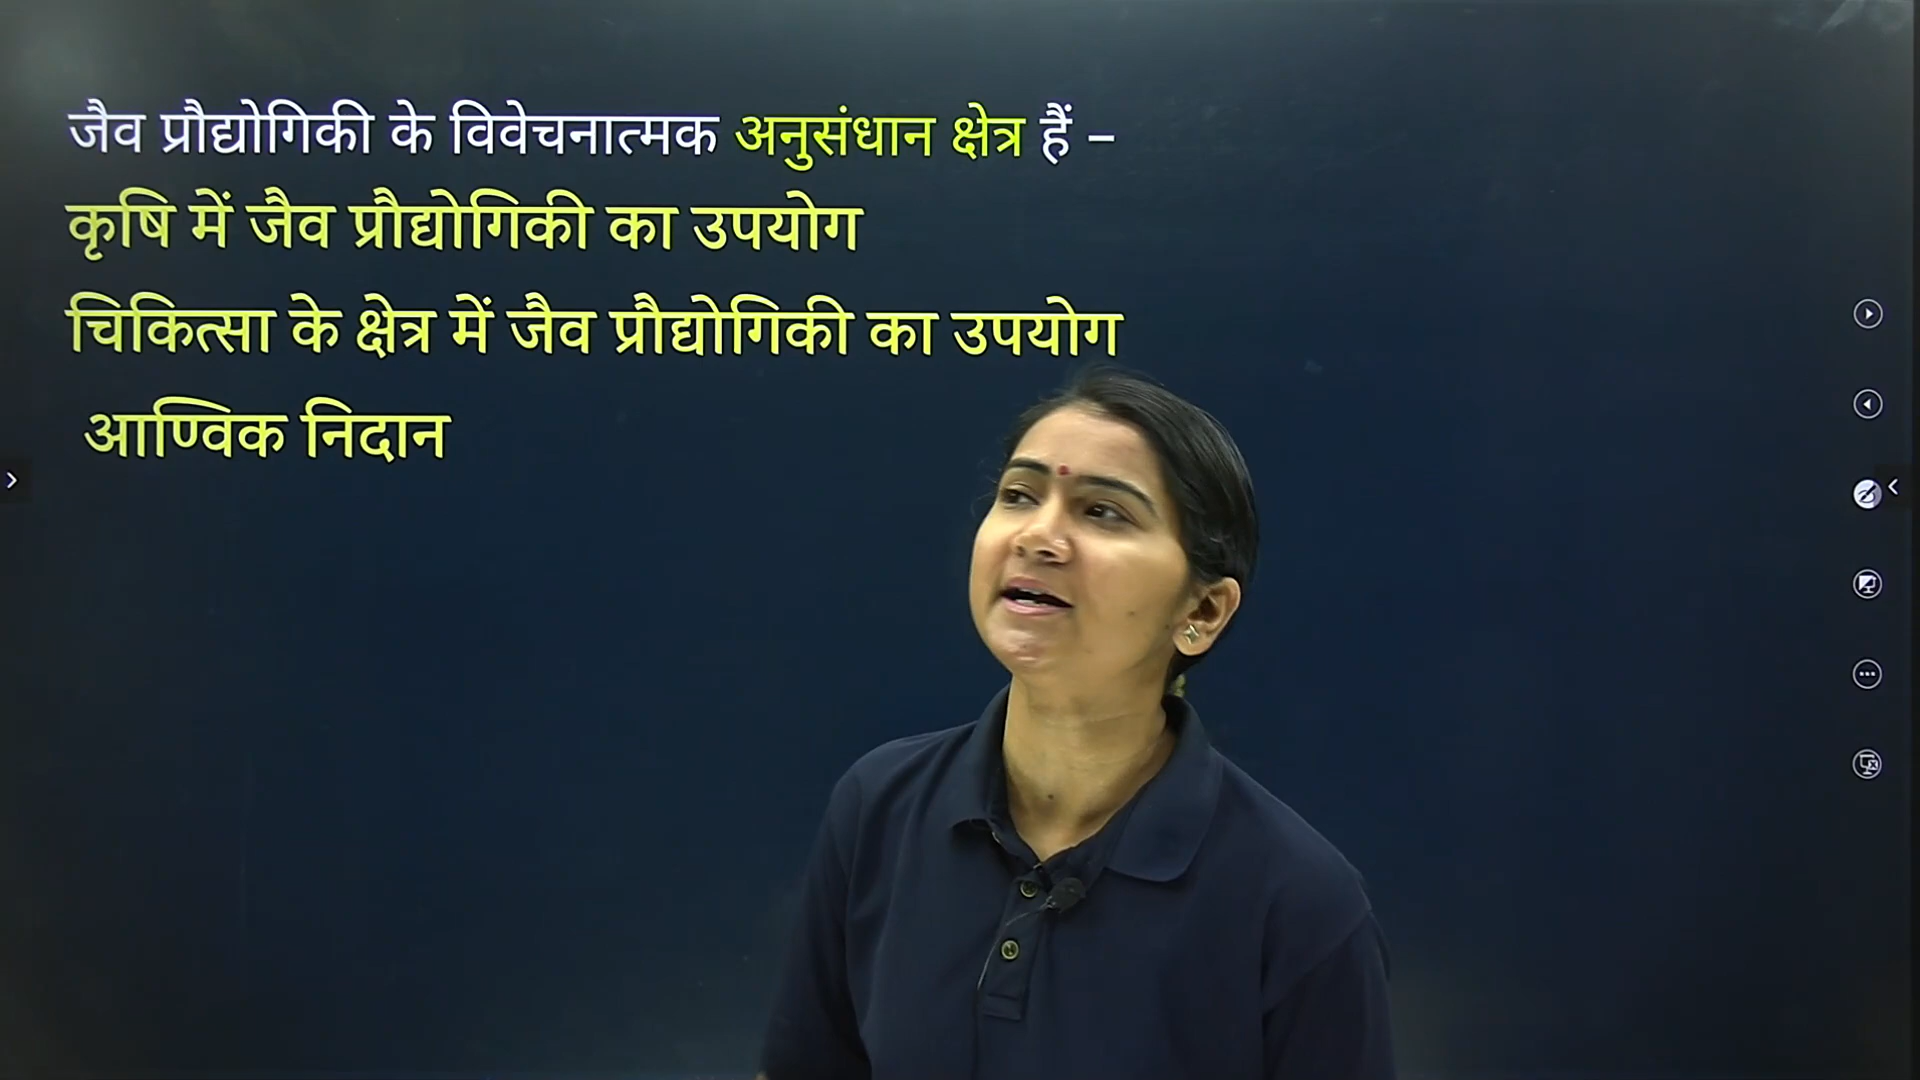 जैव प्रौद्योगिकी के विवेचनात्मक अनुसंधान क्षेत्र हैं –
कृषि में जैव प्रौद्योगिकी का उपयोग
चिकित्सा के क्षेत्र में जैव प्रौद्योगिकी का उपयोग
आण्विक निदान